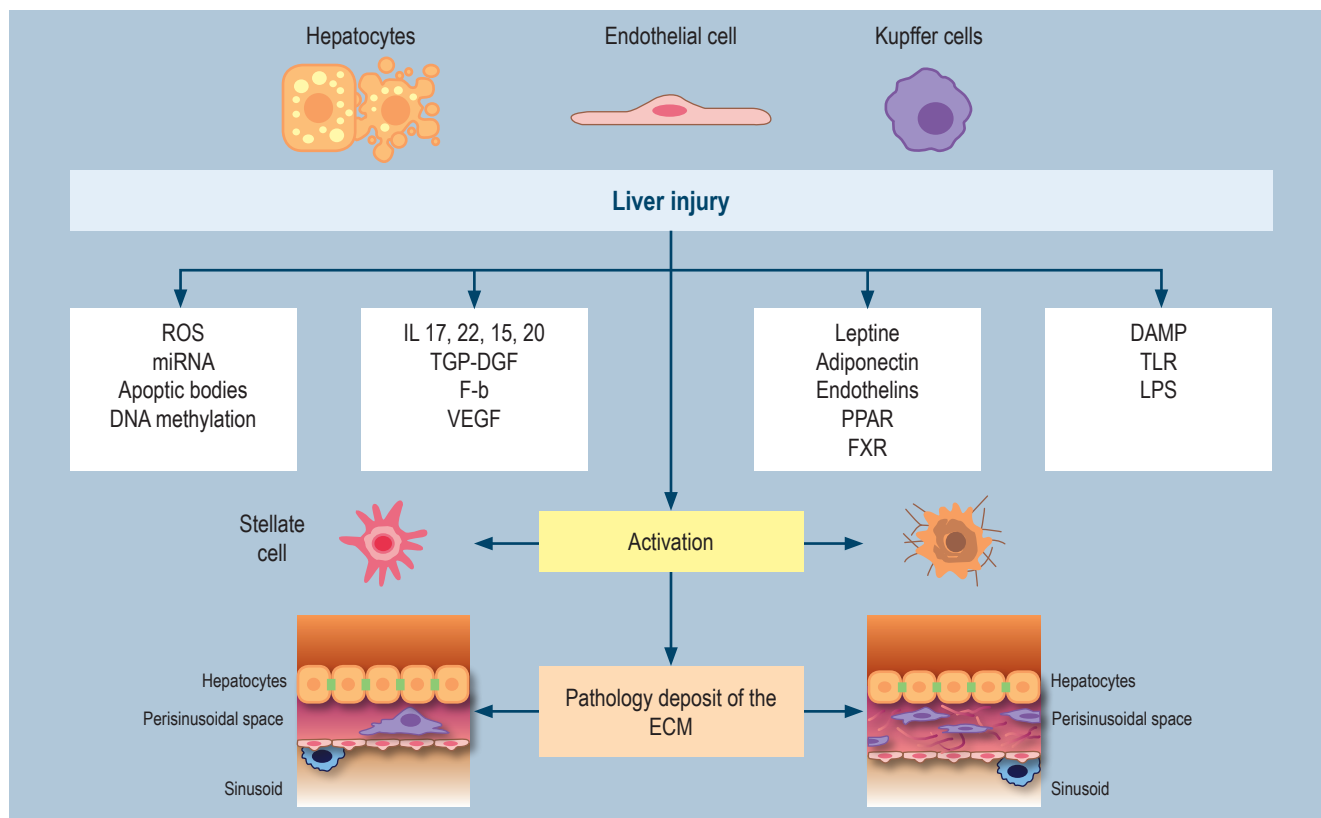 Hepatocytes
Endothelial cell
Kupffer cells
Liver injury
ROS
miRNA
Apoptic bodies
DNA methylation
IL 17, 22, 15, 20
TGP-DGF
F-b
VEGF
Leptine
Adiponectin
Endothelins
PPAR
FXR
DAMP
TLR
LPS
Stellate
cell
Activation
Hepatocytes
Perisinusoidal space
Sinusoid
Pathology deposit of the
ECM
Hepatocytes
Perisinusoidal space
Sinusoid